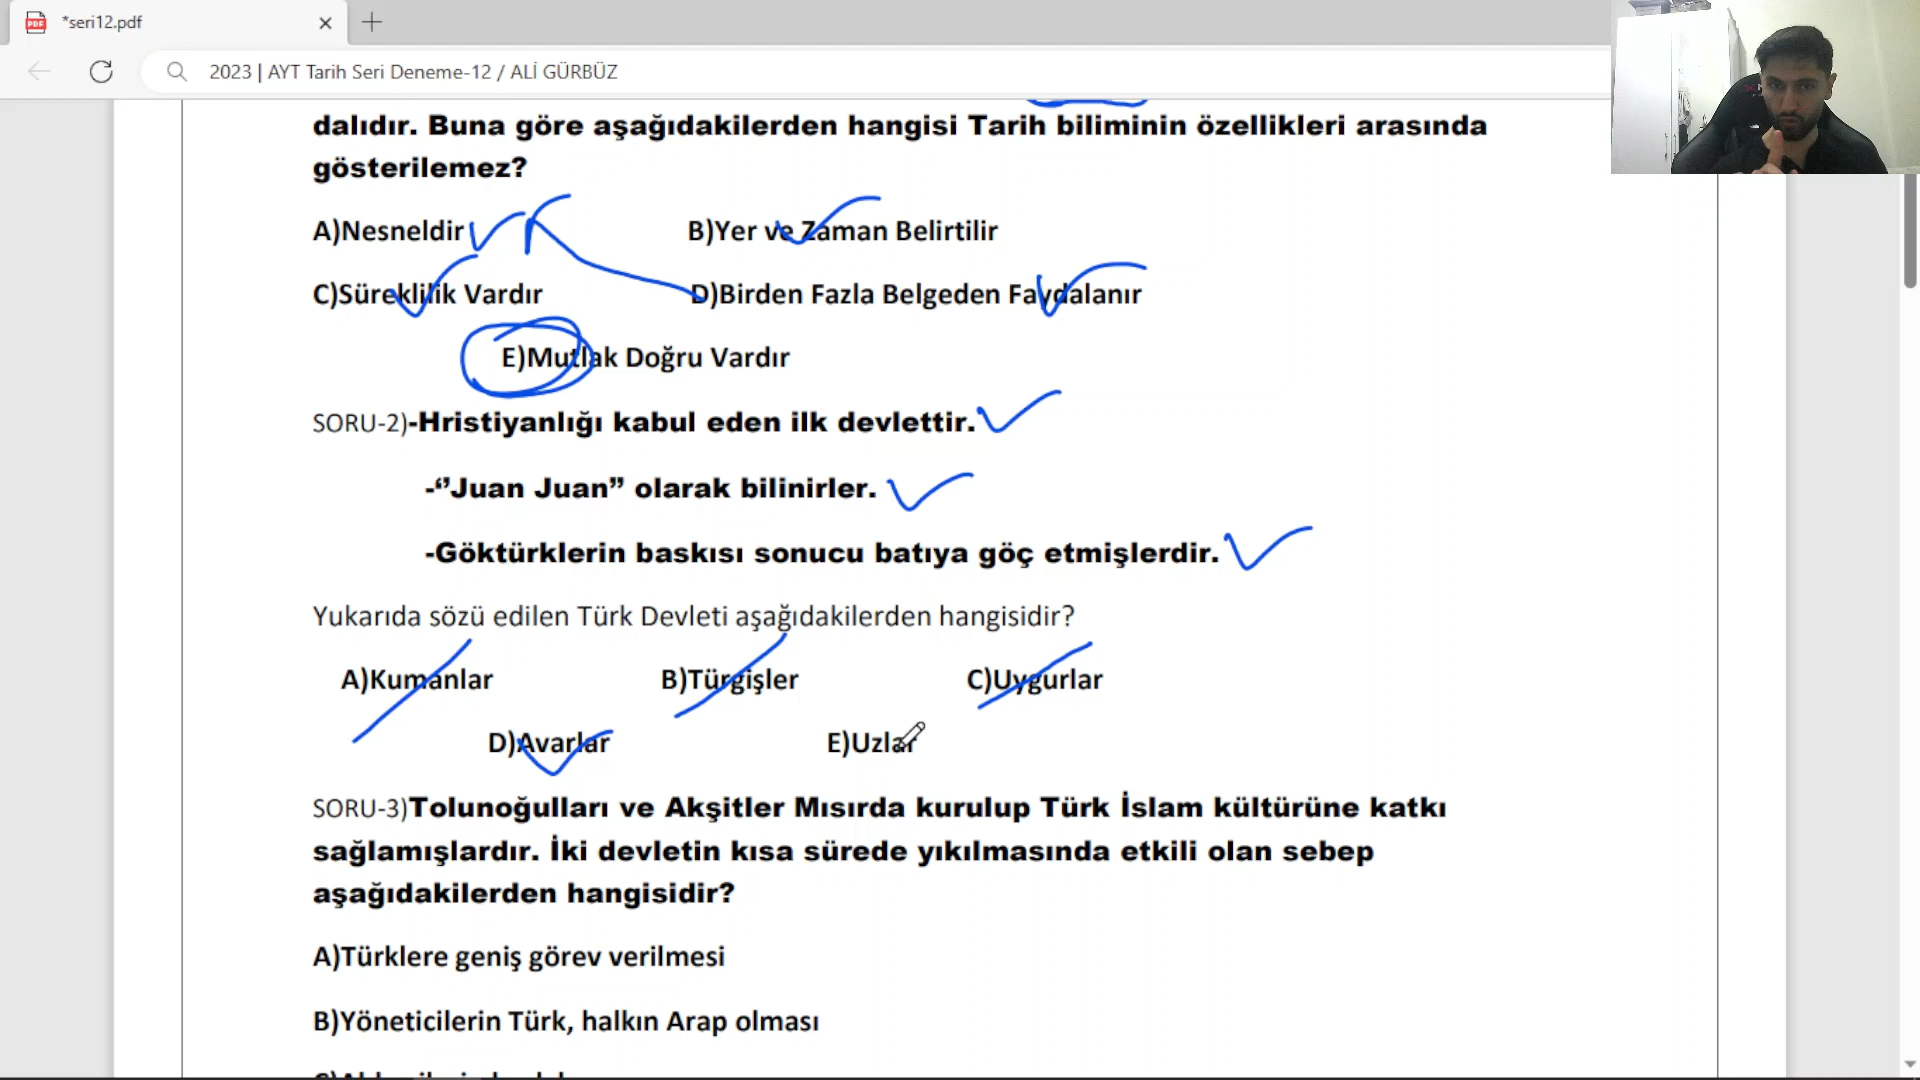 *seri12.pdf
2023 | AYT Tarih Seri Deneme-12 / ALİ GÜRBÜZ
dalıdır. Buna göre aşağıdakilerden hangisi Tarih biliminin özellikleri arasında
gösterilemez?
A)Nesneldir B)Yer ve Zaman Belirtilir
C)Süreklilik Vardır D)Birden Fazla Belgeden Faydalanır
E)Mutlak Doğru Vardır
SORU-2)-Hristiyanlığı kabul eden ilk devlettir.
-‘’Juan Juan’’ olarak bilinirler.
-Göktürklerin baskısı sonucu batıya göç etmişlerdir.
Yukarıda sözü edilen Türk Devleti aşağıdakilerden hangisidir?
A)Kumanlar B)Türgişler C)Uygurlar
D)Avarlar E)Uzlar
SORU-3)Tolunoğulları ve Akşitler Mısırda kurulup Türk İslam kültürüne katkı
sağlamışlardır. İki devletin kısa sürede yıkılmasında etkili olan sebep
aşağıdakilerden hangisidir?
A)Türklere geniş görev verilmesi
B)Yöneticilerin Türk, halkın Arap olması